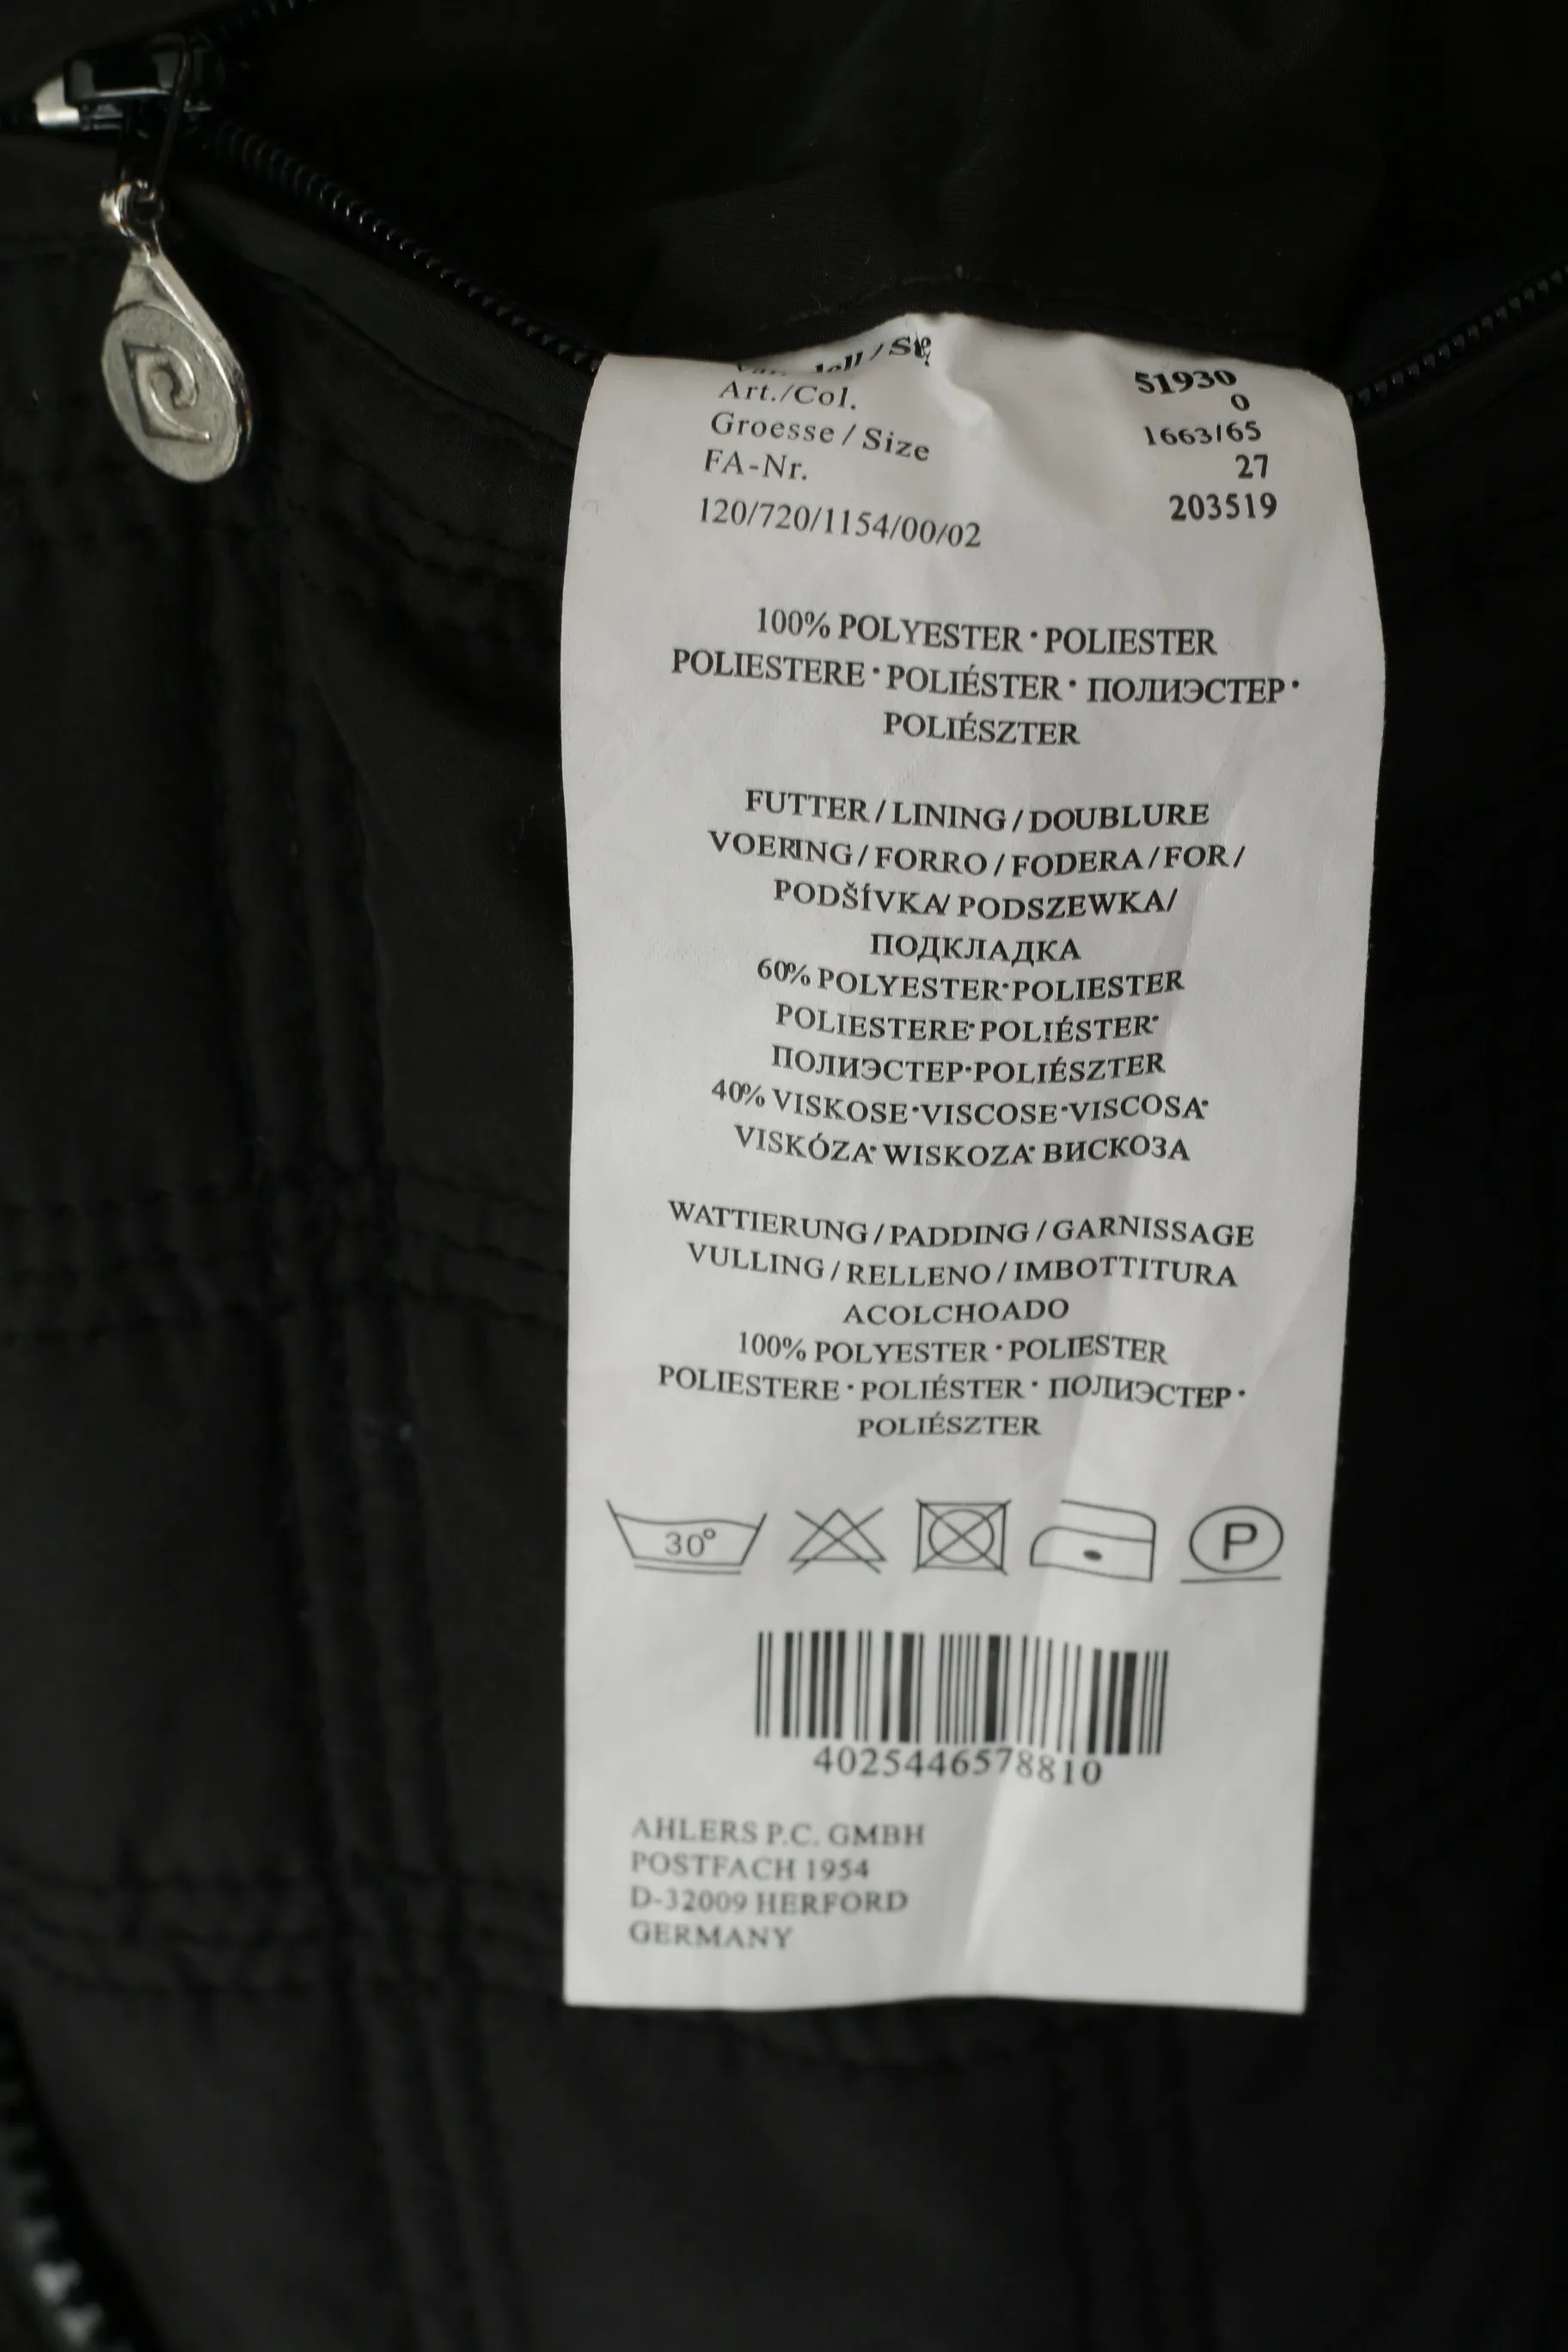 51930
0
Art./Col. 1663/65
Groesse / Size 27
FA-Nr. 203519
120/720/1154/00/02
100% POLYESTER · POLIESTER
POLIESTERE · POLIÉSTER · ПОЛИЭСТЕР ·
POLIÉSZTER
FUTTER / LINING / DOUBLURE
VOERING / FORRO / FODERA / FOR /
PODŠÍVKA/ PODSZEWKA/
ПОДКЛАДКА
60% POLYESTER·POLIESTER
POLIESTERE·POLIÉSTER·
ПОЛИЭСТЕР·POLIÉSZTER
40% VISKOSE·VISCOSE·VISCOSA·
VISKÓZA· WISKOZA· ВИСКОЗА
WATTIERUNG / PADDING / GARNISSAGE
VULLING / RELLENO / IMBOTTITURA
ACOLCHOADO
100% POLYESTER · POLIESTER
POLIESTERE · POLIÉSTER · ПОЛИЭСТЕР ·
POLIÉSZTER
30° P
4025446578810
AHLERS P.C. GMBH
POSTFACH 1954
D-32009 HERFORD
GERMANY